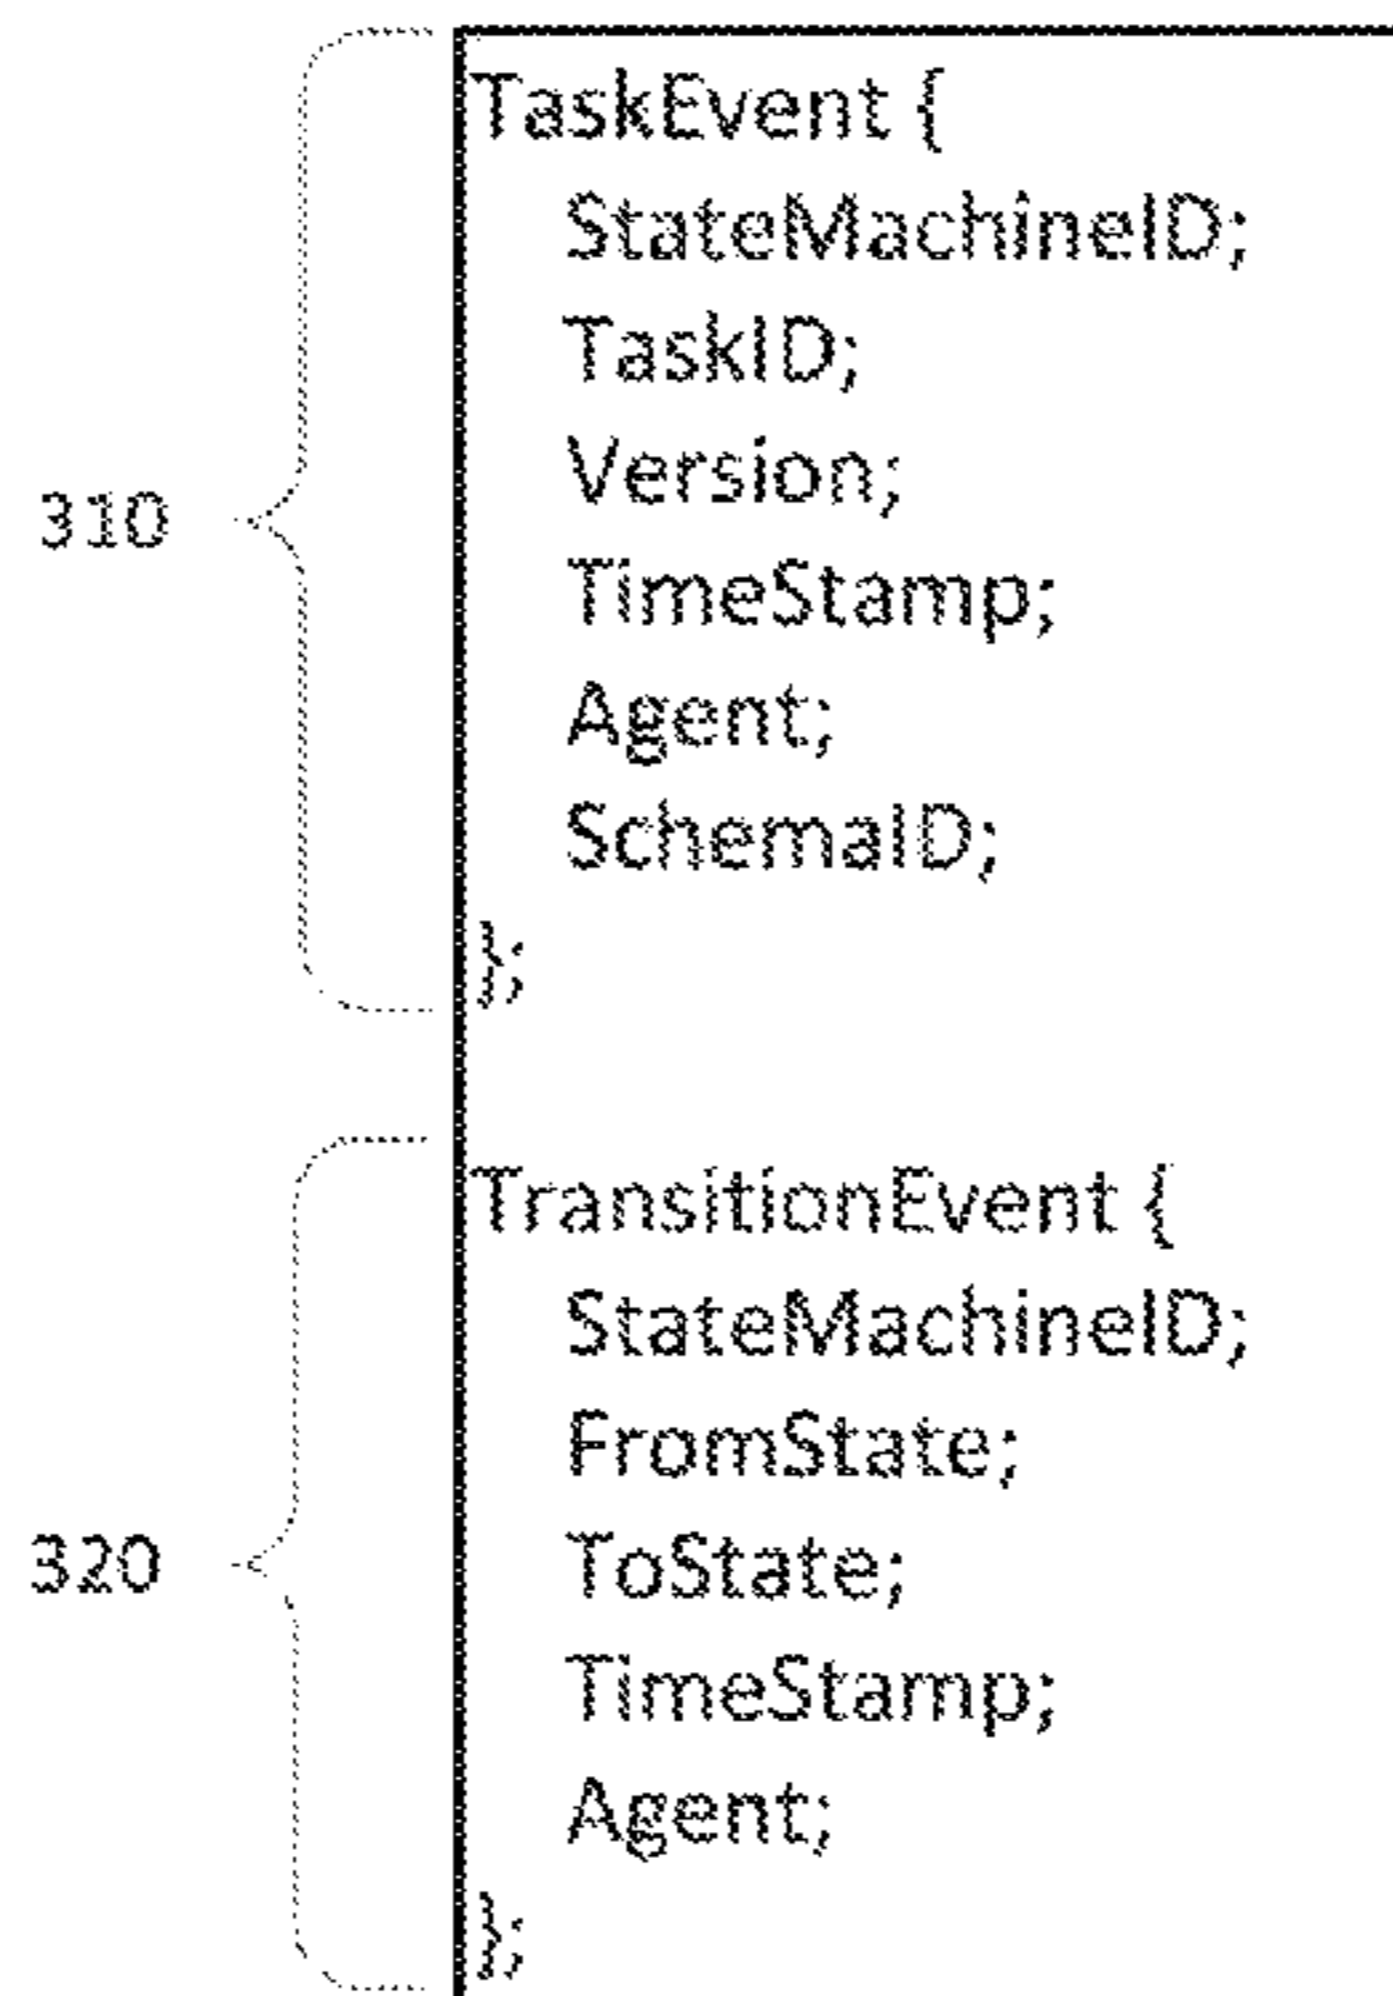 TaskEvent {
StateMachineID;
TaskID;
Version;
310
TimeStamp;
Agent;
SchemaID;
};
TransitionEvent {
StateMachineID;
FromState;
320
ToState;
TimeStamp;
Agent;
};